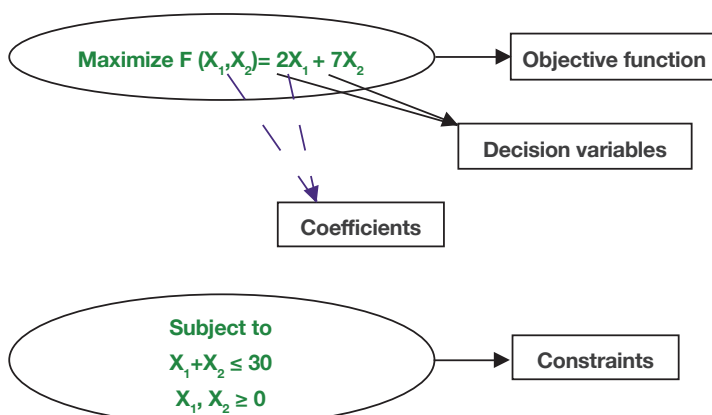 Maximize F (X₁,X₂)= 2X₁ + 7X₂
Objective function
Decision variables
Coefficients
Subject to
X₁+X₂ ≤ 30
Constraints
X₁, X₂ ≥ 0